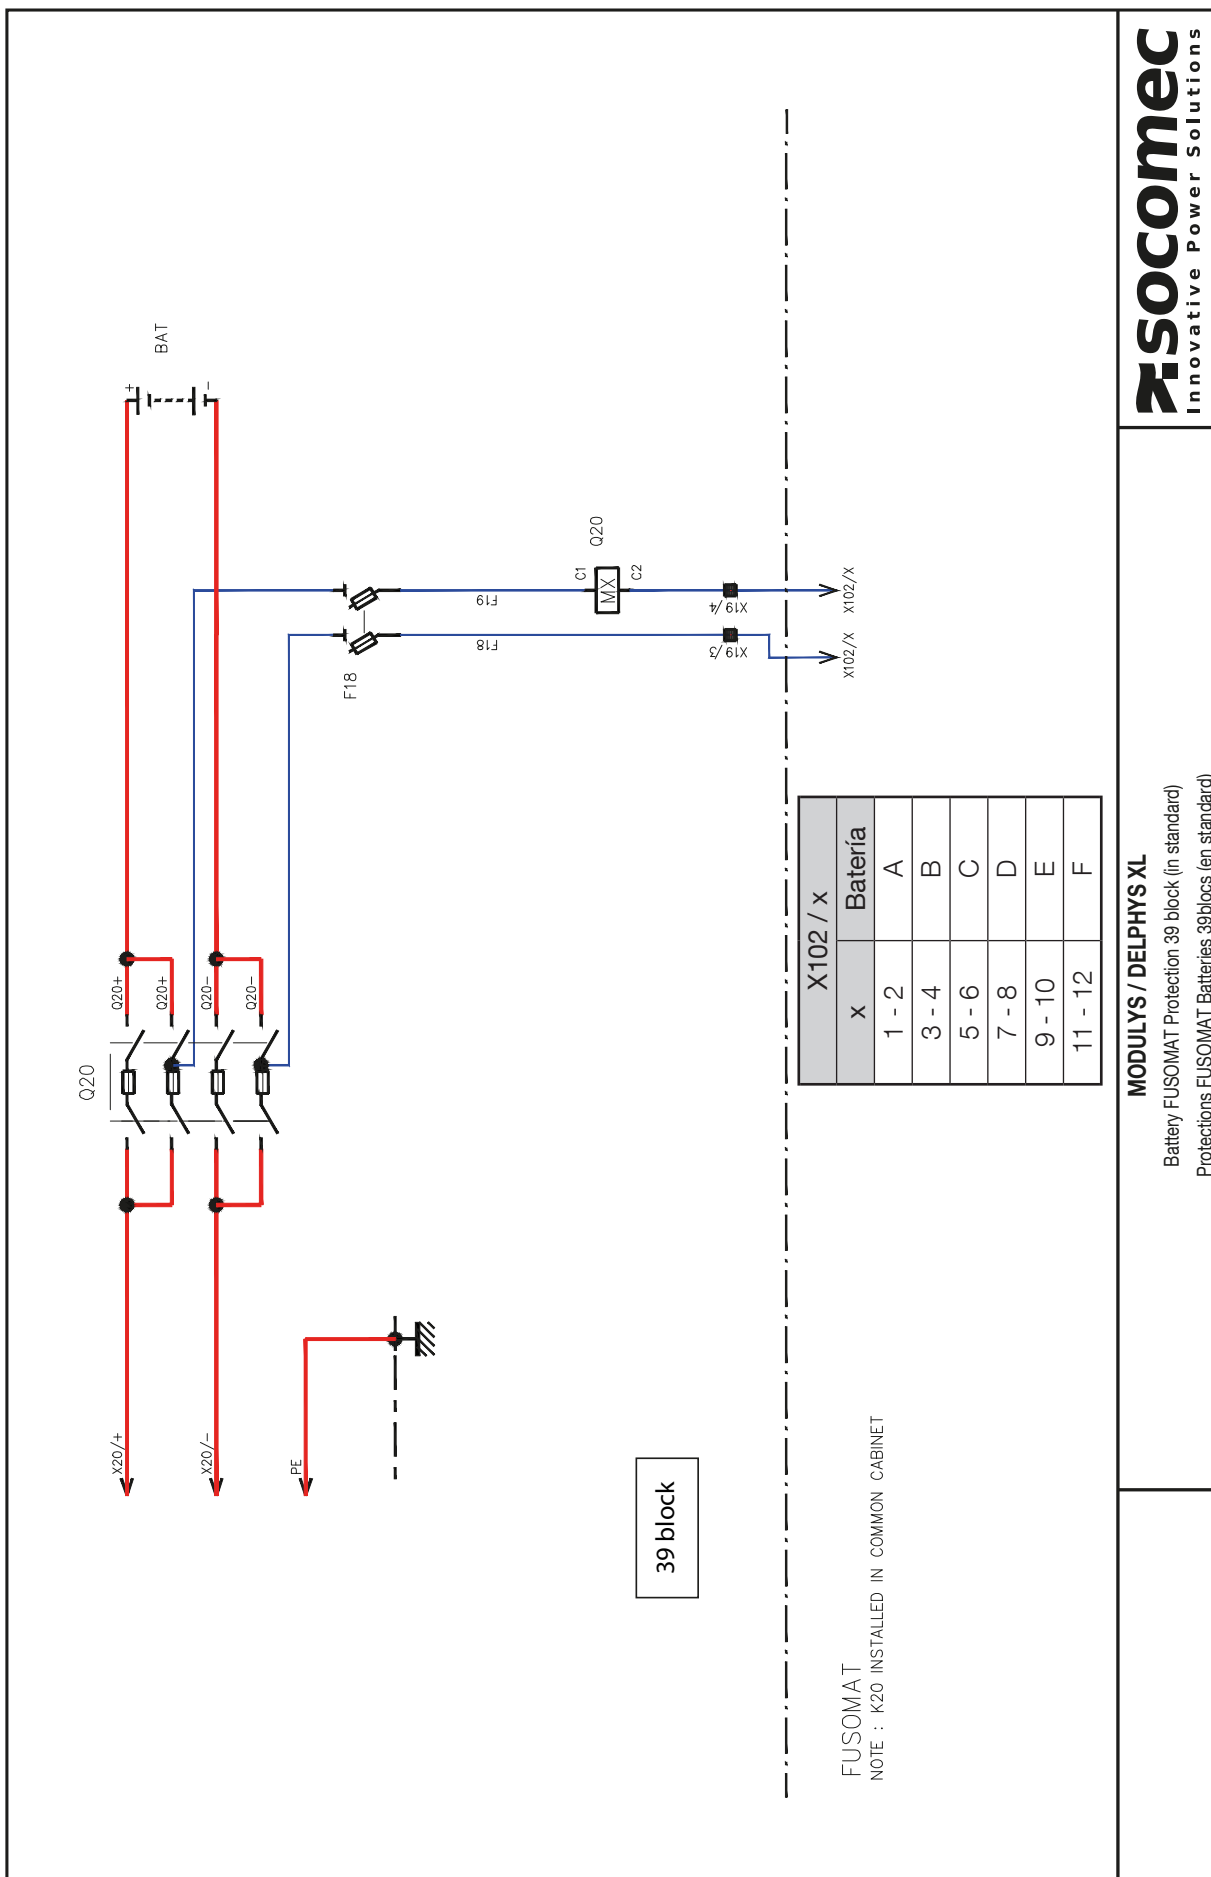 X20/+
X20/-
PE
Q20
Q20+
Q20+
Q20-
Q20-
+
-
BAT
F18
F19
F18
C1
MX
C2
Q20
X19/4
X19/3
X102/X
X102/X
39 block
FUSOMAT
NOTE : K20 INSTALLED IN COMMON CABINET
X102 / x
x Batería
1 - 2 A
3 - 4 B
5 - 6 C
7 - 8 D
9 - 10 E
11 - 12 F
MODULYS / DELPHYS XL
Battery FUSOMAT Protection 39 block (in standard)
Protections FUSOMAT Batteries 39blocs (en standard)
socomec
Innovative Power Solutions